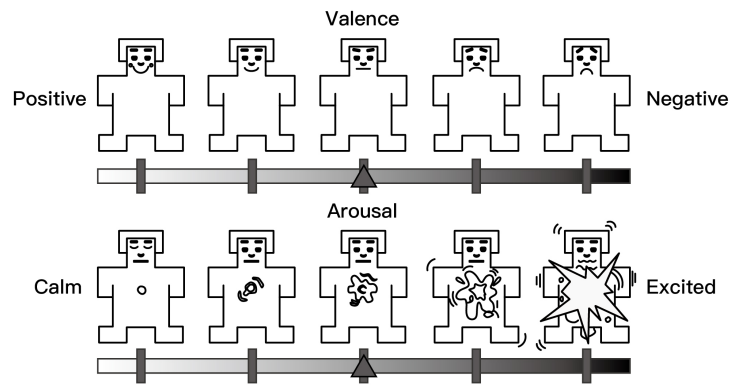 Valence
Positive
Negative
Arousal
Calm
Excited